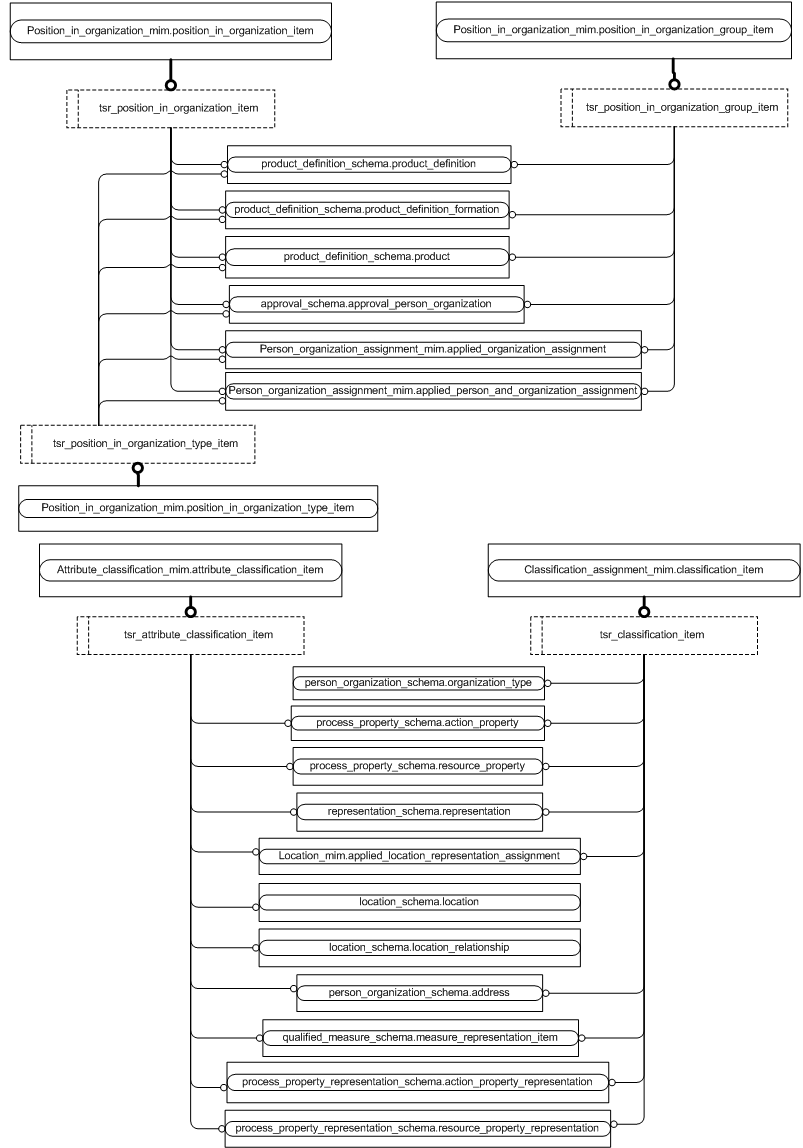 Position_in_organization_mim.position_in_organization_item
Position_in_organization_mim.position_in_organization_group_item
tsr_position_in_organization_item
tsr_position_in_organization_group_item
product_definition_schema.product_definition
product_definition_schema.product_definition_formation
product_definition_schema.product
approval_schema.approval_person_organization
Person_organization_assignment_mim.applied_organization_assignment
Person_organization_assignment_mim.applied_person_and_organization_assignment
tsr_position_in_organization_type_item
Position_in_organization_mim.position_in_organization_type_item
Attribute_classification_mim.attribute_classification_item
Classification_assignment_mim.classification_item
tsr_attribute_classification_item
tsr_classification_item
person_organization_schema.organization_type
process_property_schema.action_property
process_property_schema.resource_property
representation_schema.representation
Location_mim.applied_location_representation_assignment
location_schema.location
location_schema.location_relationship
person_organization_schema.address
qualified_measure_schema.measure_representation_item
process_property_representation_schema.action_property_representation
process_property_representation_schema.resource_property_representation